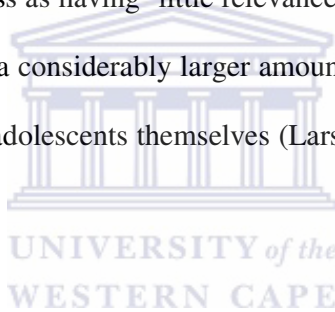 ss as having "little relevance
a considerably larger amoun
adolescents themselves (Lars
UNIVERSITY of the
WESTERN CAPE